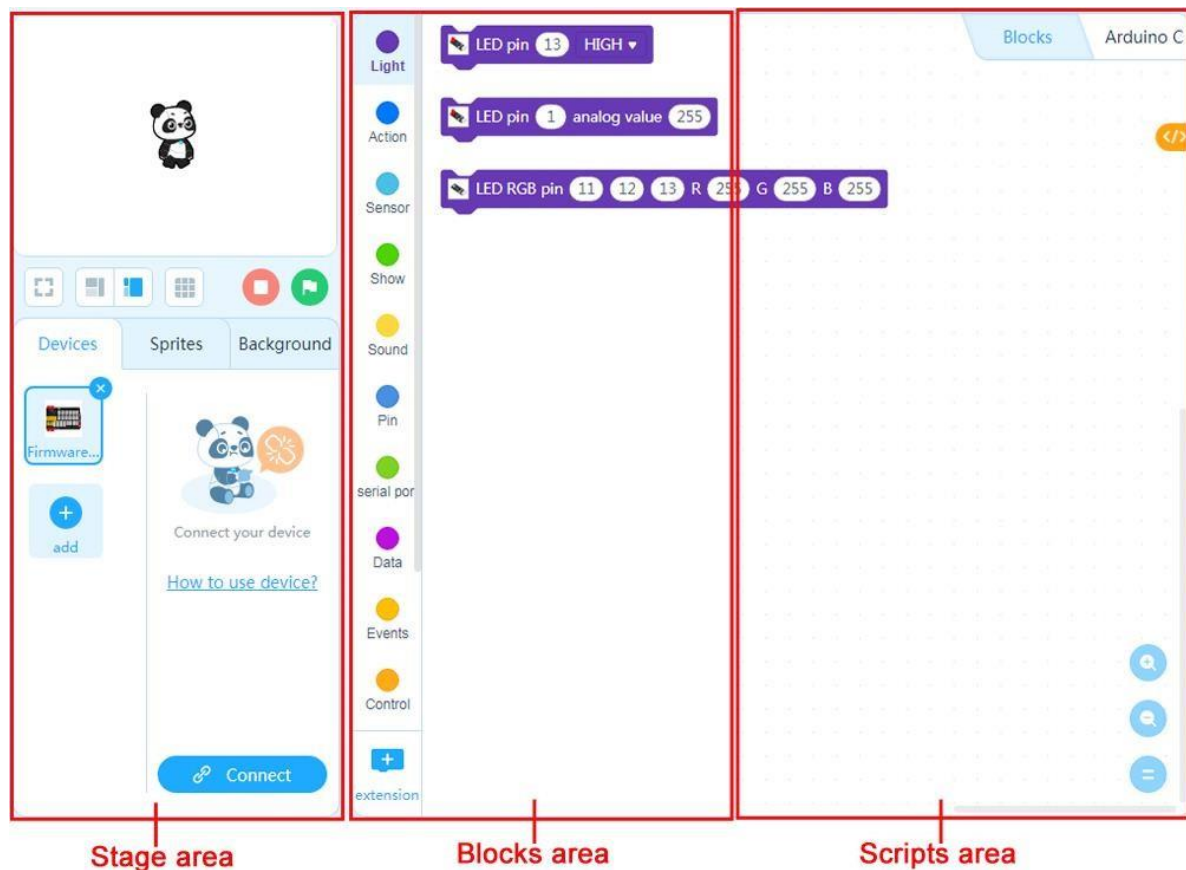 Blocks
Arduino C
LED pin 13 HIGH
Light
LED pin 1 analog value 255
Action
LED RGB pin 11 12 13 R 255 G 255 B 255
Sensor
Show
Devices
Sprites
Background
Sound
Pin
Firmware...
serial por
Connect your device
add
Data
How to use device?
Events
Control
Connect
extension
Stage area
Blocks area
Scripts area